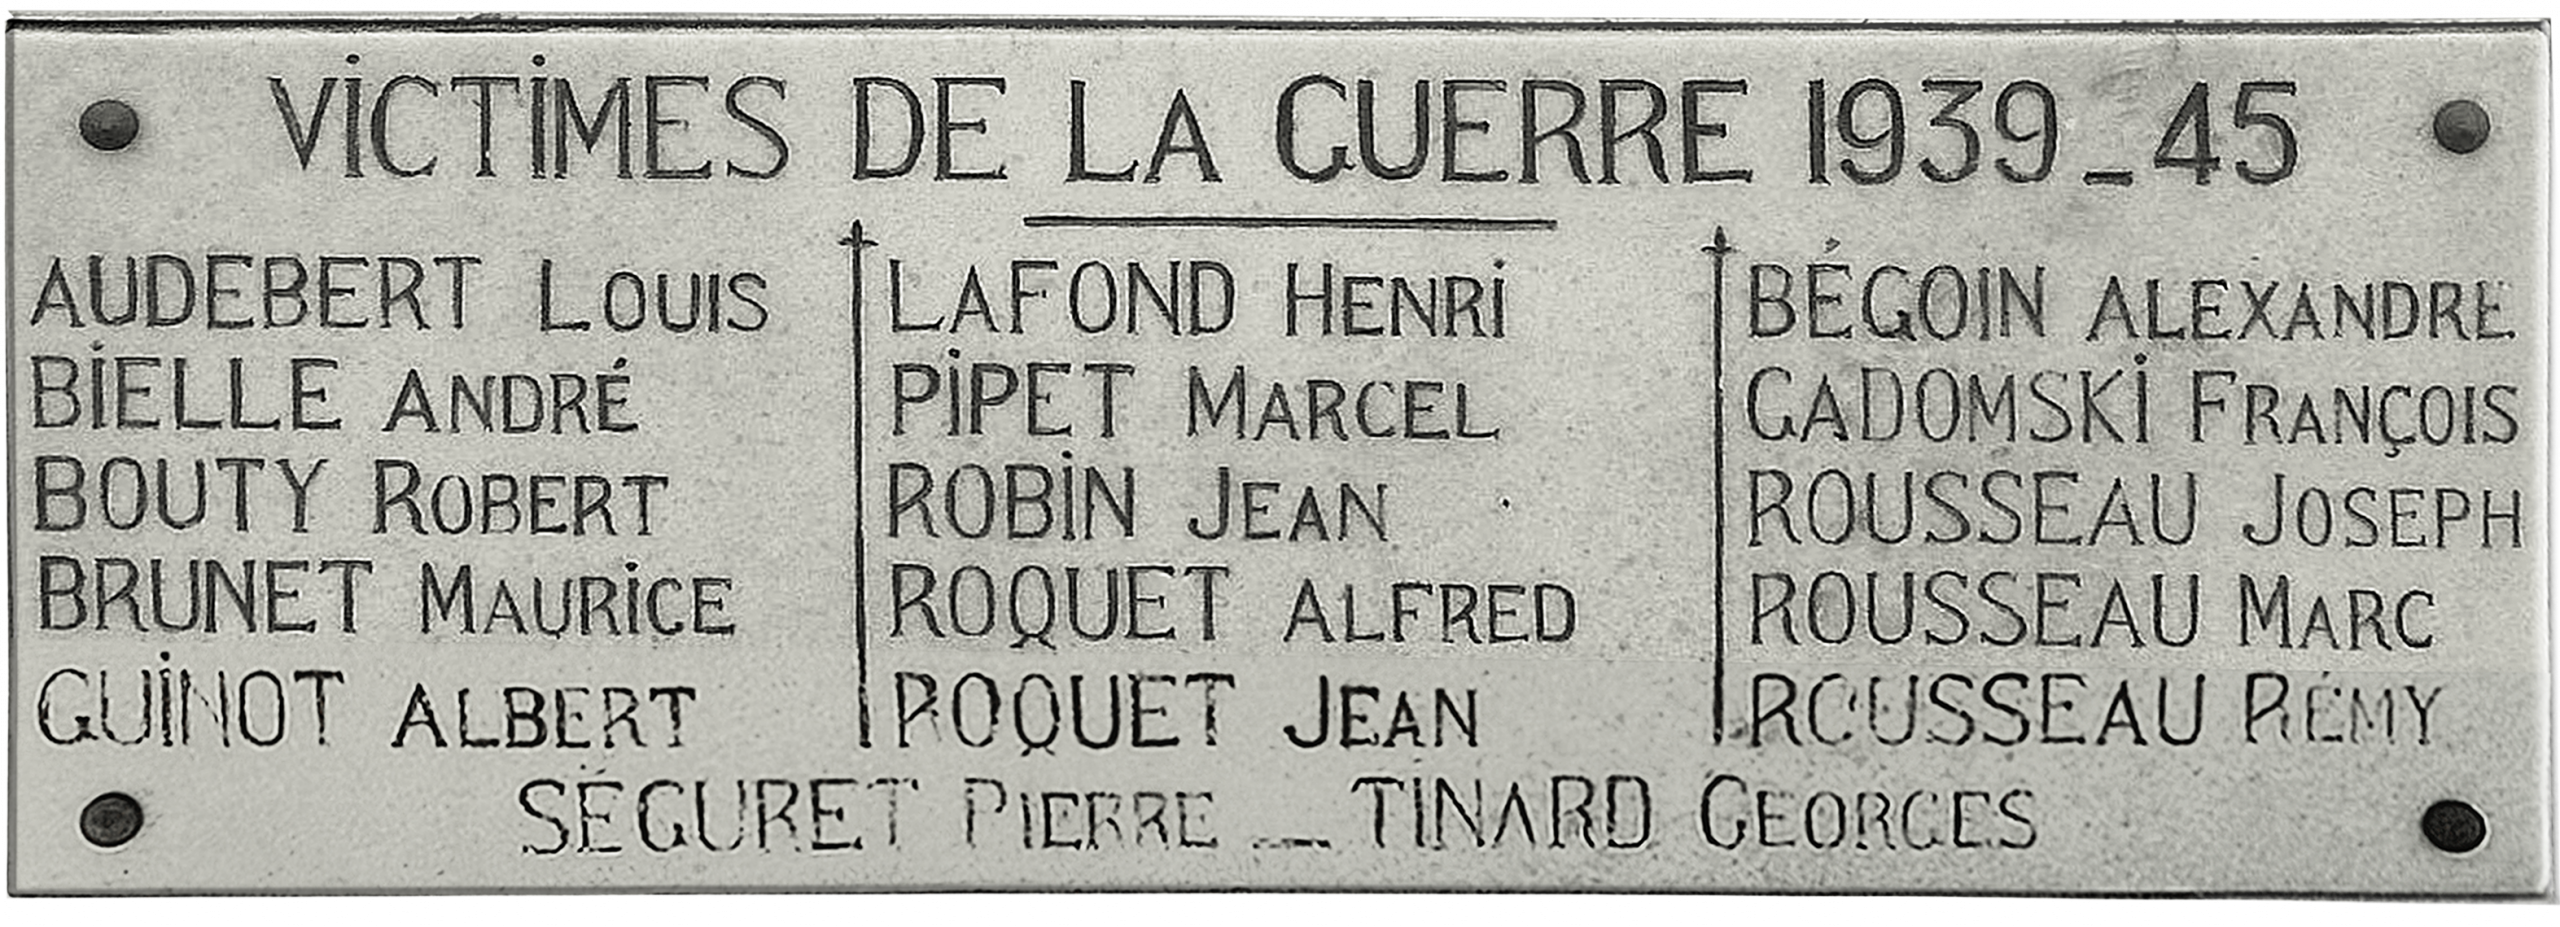 VICTIMES DE LA GUERRE 1939_45
AUDEBERT LOUIS
BIELLE ANDRÉ
BOUTY ROBERT
BRUNET MAURICE
GUINOT ALBERT
LAFOND HENRI
PIPET MARCEL
ROBIN JEAN
ROQUET ALFRED
ROQUET JEAN
BÉGOIN ALEXANDRE
GADOMSKI FRANÇOIS
ROUSSEAU JOSEPH
ROUSSEAU MARC
ROUSSEAU RÉMY
SÉGURET PIERRE _ TINARD GEORGES